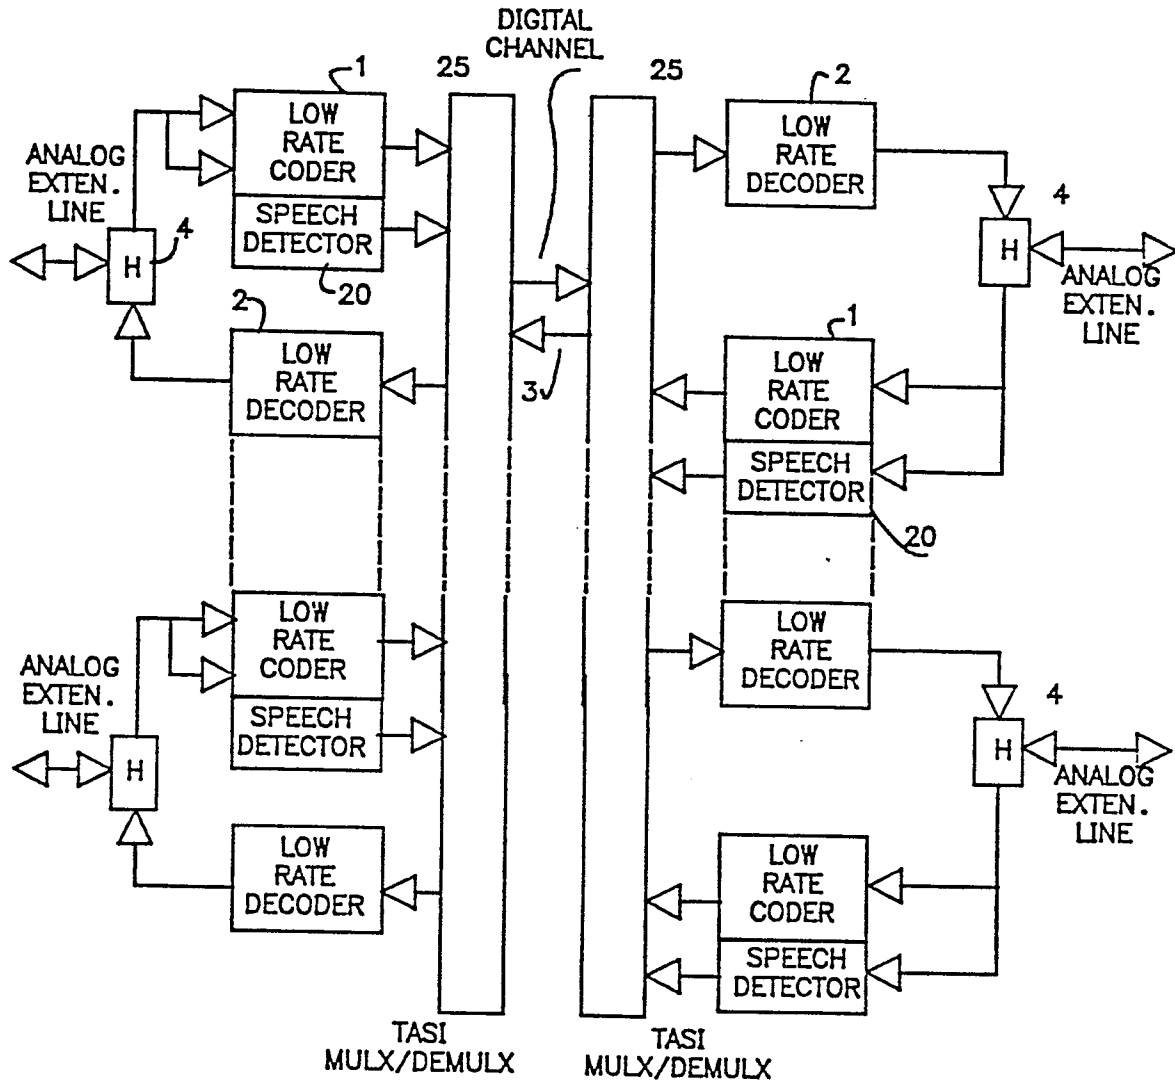 DIGITAL
CHANNEL
1
25
25
2
LOW
RATE
CODER
LOW
RATE
DECODER
ANALOG
EXTEN.
LINE
4
4
SPEECH
DETECTOR
H
H
20
ANALOG
EXTEN.
LINE
2
1
3
LOW
RATE
DECODER
LOW
RATE
CODER
SPEECH
DETECTOR
20
LOW
RATE
CODER
LOW
RATE
DECODER
ANALOG
EXTEN.
LINE
4
SPEECH
DETECTOR
H
H
ANALOG
EXTEN.
LINE
LOW
RATE
DECODER
LOW
RATE
CODER
SPEECH
DETECTOR
TASI
MULX/DEMULX
TASI
MULX/DEMULX